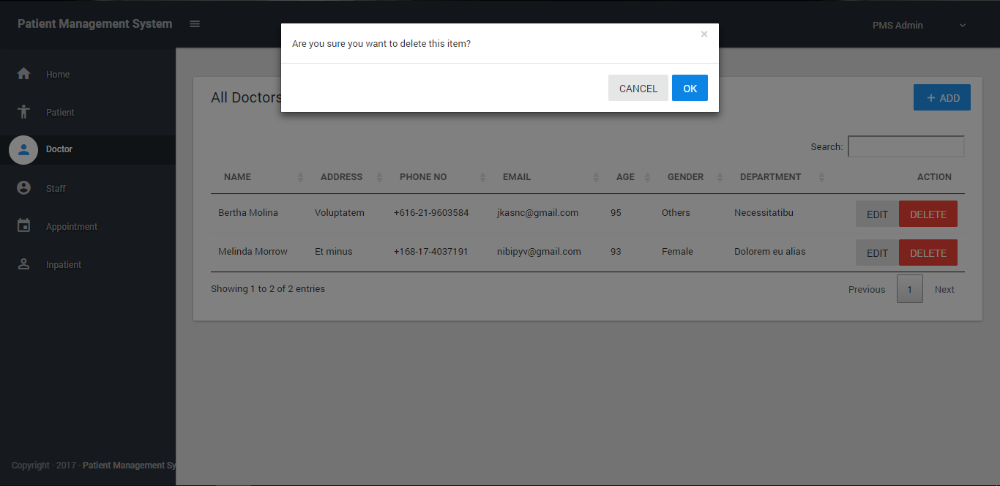 Patient Management System
PMS Admin
Are you sure you want to delete this item?
×
CANCEL OK
Home
Patient
Doctor
Staff
Appointment
Inpatient
All Doctors
+ ADD
Search:
NAME ADDRESS PHONE NO EMAIL AGE GENDER DEPARTMENT ACTION
Bertha Molina Voluptatem +616-21-9603584 jkasnc@gmail.com 95 Others Necessitatibu EDIT DELETE
Melinda Morrow Et minus +168-17-4037191 nibipyv@gmail.com 93 Female Dolorem eu alias EDIT DELETE
Showing 1 to 2 of 2 entries
Previous 1 Next
Copyright · 2017 · Patient Management Sy